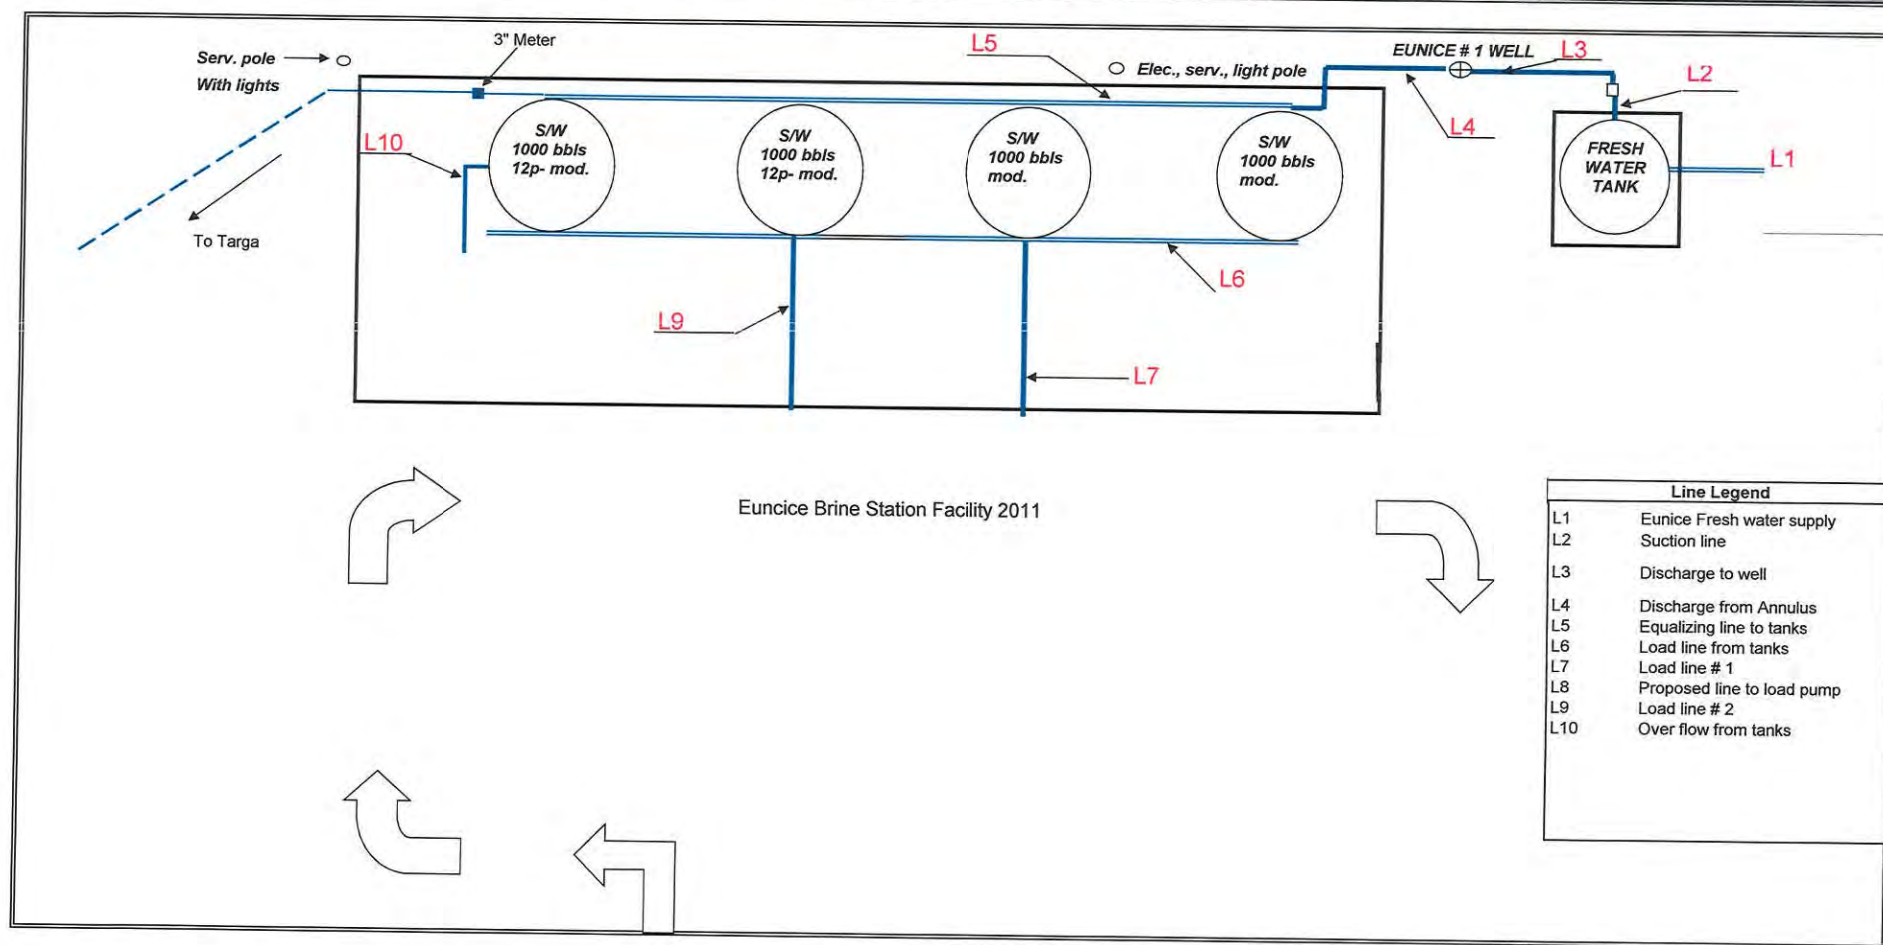 Serv. pole
With lights
3" Meter
L5
Elec., serv., light pole
EUNICE # 1 WELL
L3
L2
L4
L10
S/W
1000 bbls
12p- mod.
S/W
1000 bbls
12p- mod.
S/W
1000 bbls
mod.
S/W
1000 bbls
mod.
FRESH
WATER
TANK
L1
To Targa
L6
L9
L7
Euncice Brine Station Facility 2011
Line Legend
L1 Eunice Fresh water supply
L2 Suction line
L3 Discharge to well
L4 Discharge from Annulus
L5 Equalizing line to tanks
L6 Load line from tanks
L7 Load line # 1
L8 Proposed line to load pump
L9 Load line # 2
L10 Over flow from tanks